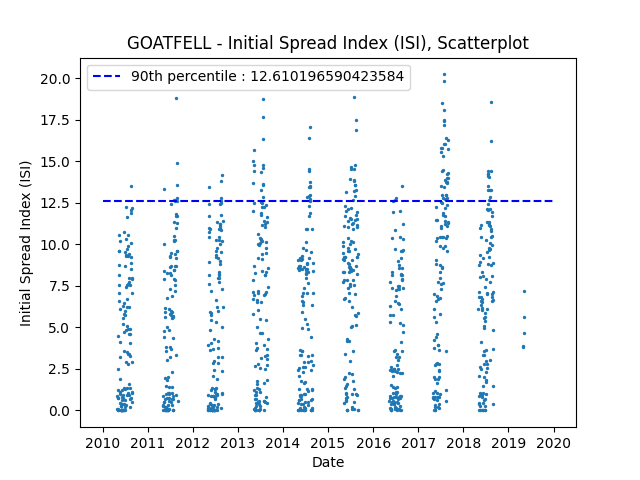 GOATFELL - Initial Spread Index (ISI), Scatterplot
90th percentile : 12.610196590423584
Initial Spread Index (ISI)
20.0
17.5
15.0
12.5
10.0
7.5
5.0
2.5
0.0
2010 2011 2012 2013 2014 2015 2016 2017 2018 2019 2020
Date